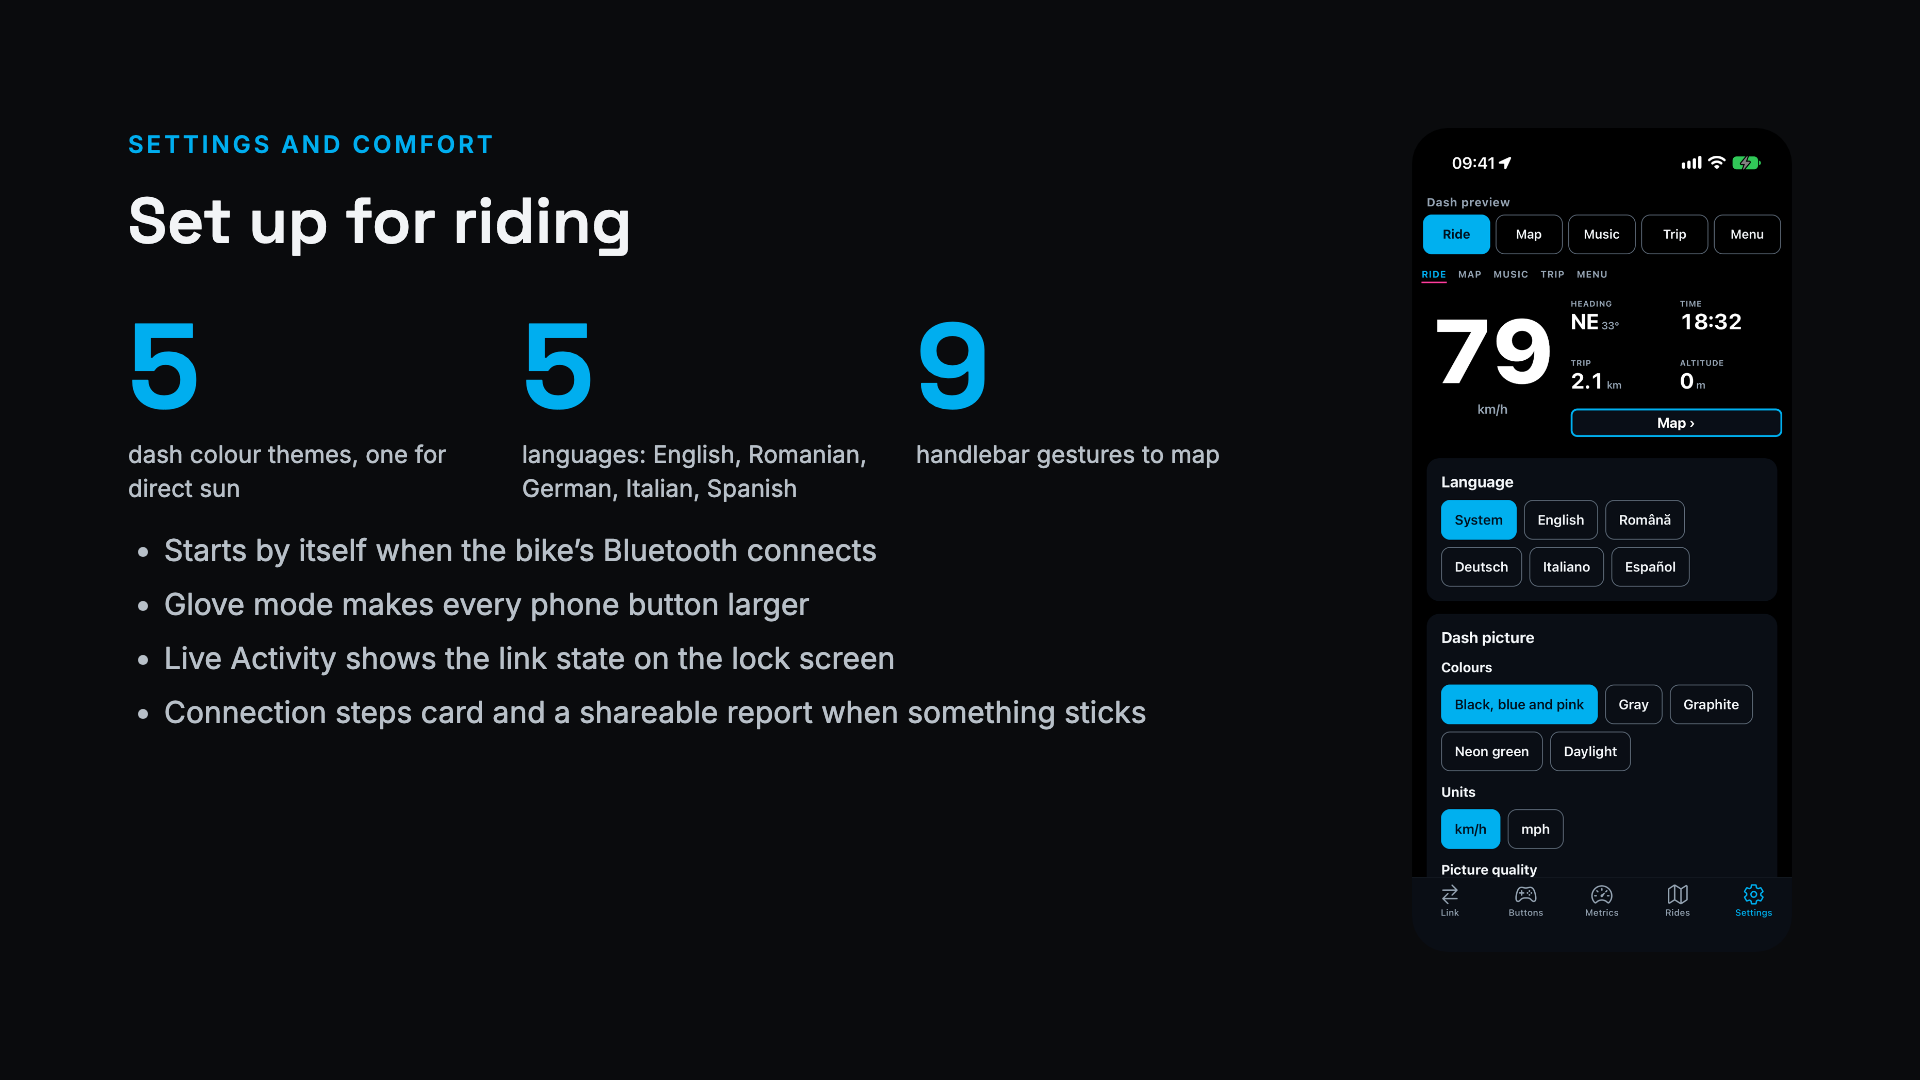 SETTINGS AND COMFORT
Set up for riding
5
dash colour themes, one for
direct sun
5
languages: English, Romanian,
German, Italian, Spanish
9
handlebar gestures to map
• Starts by itself when the bike’s Bluetooth connects
• Glove mode makes every phone button larger
• Live Activity shows the link state on the lock screen
• Connection steps card and a shareable report when something sticks
09:41
Dash preview
Ride Map Music Trip Menu
RIDE MAP MUSIC TRIP MENU
79
km/h
HEADING TIME
NE 33° 18:32
TRIP ALTITUDE
2.1 km 0 m
Map ›
Language
System English Română
Deutsch Italiano Español
Dash picture
Colours
Black, blue and pink Gray Graphite
Neon green Daylight
Units
km/h mph
Picture quality
Link Buttons Metrics Rides Settings